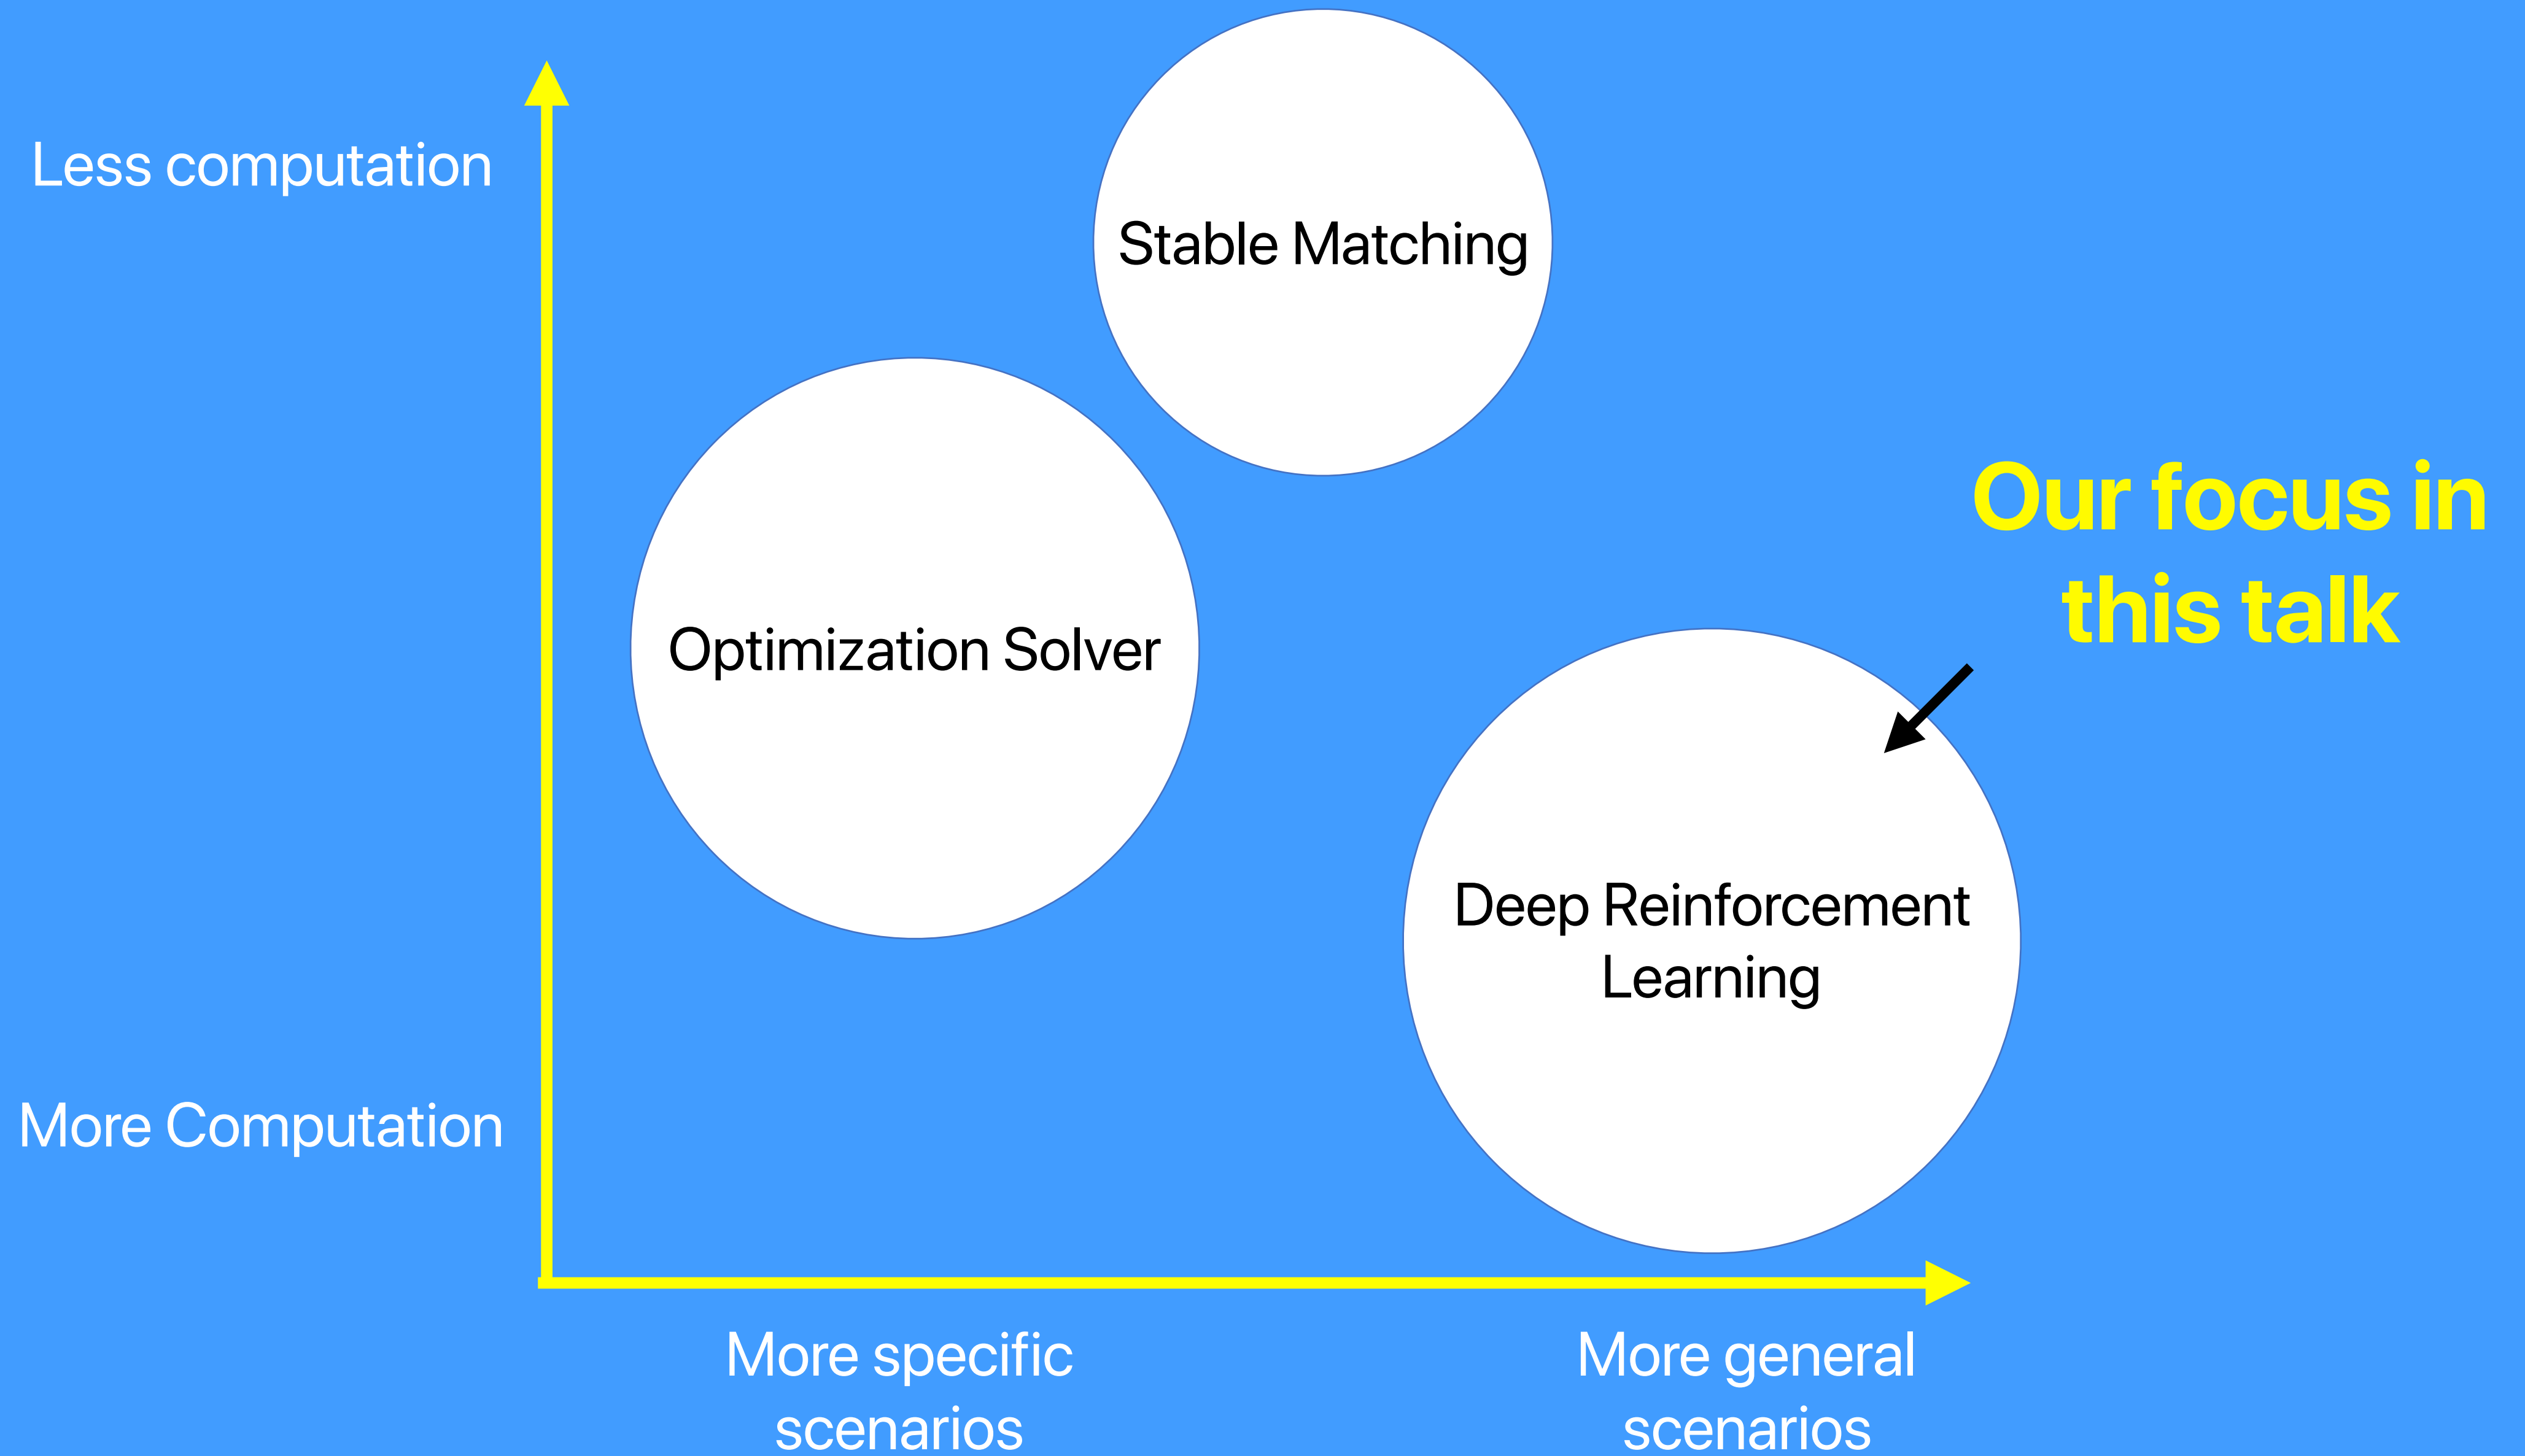 Less computation
Stable Matching
Our focus in
this talk
Optimization Solver
Deep Reinforcement
Learning
More Computation
More specific
scenarios
More general
scenarios